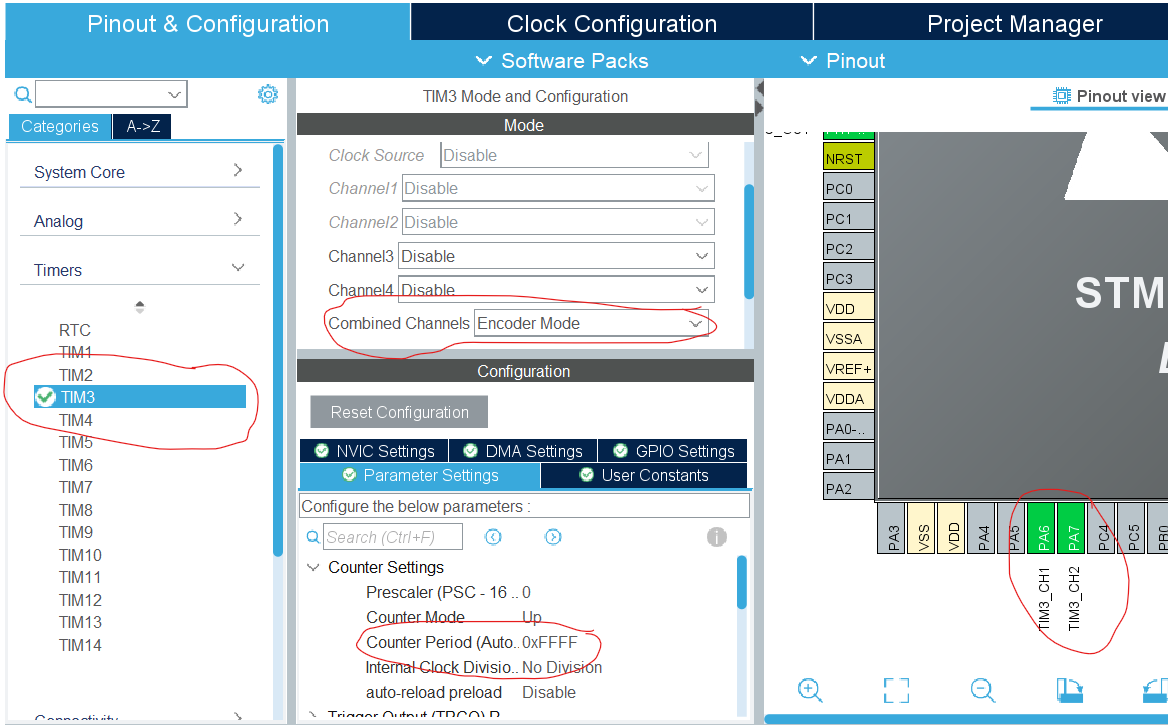 Pinout & Configuration
Clock Configuration
Project Manager
Software Packs
Pinout
Categories
A->Z
System Core
Analog
Timers
RTC
TIM1
TIM2
TIM3
TIM4
TIM5
TIM6
TIM7
TIM8
TIM9
TIM10
TIM11
TIM12
TIM13
TIM14
Connectivity
TIM3 Mode and Configuration
Mode
Clock Source Disable
Channel1 Disable
Channel2 Disable
Channel3 Disable
Channel4 Disable
Combined Channels Encoder Mode
Configuration
Reset Configuration
NVIC Settings
DMA Settings
GPIO Settings
Parameter Settings
User Constants
Configure the below parameters :
Search (Ctrl+F)
i
Counter Settings
Prescaler (PSC - 16 .. 0
Counter Mode Up
Counter Period (Auto.. 0xFFFF
Internal Clock Divisio.. No Division
auto-reload preload Disable
Trigger Output (TRGO) P
Pinout view
NRST
PC0
PC1
PC2
PC3
VDD
VSSA
VREF+
VDDA
PA0-..
PA1
PA2
STM
PA3
VSS
VDD
PA4
PA5
PA6
PA7
PC4
PC5
PB0
TIM3_CH1
TIM3_CH2